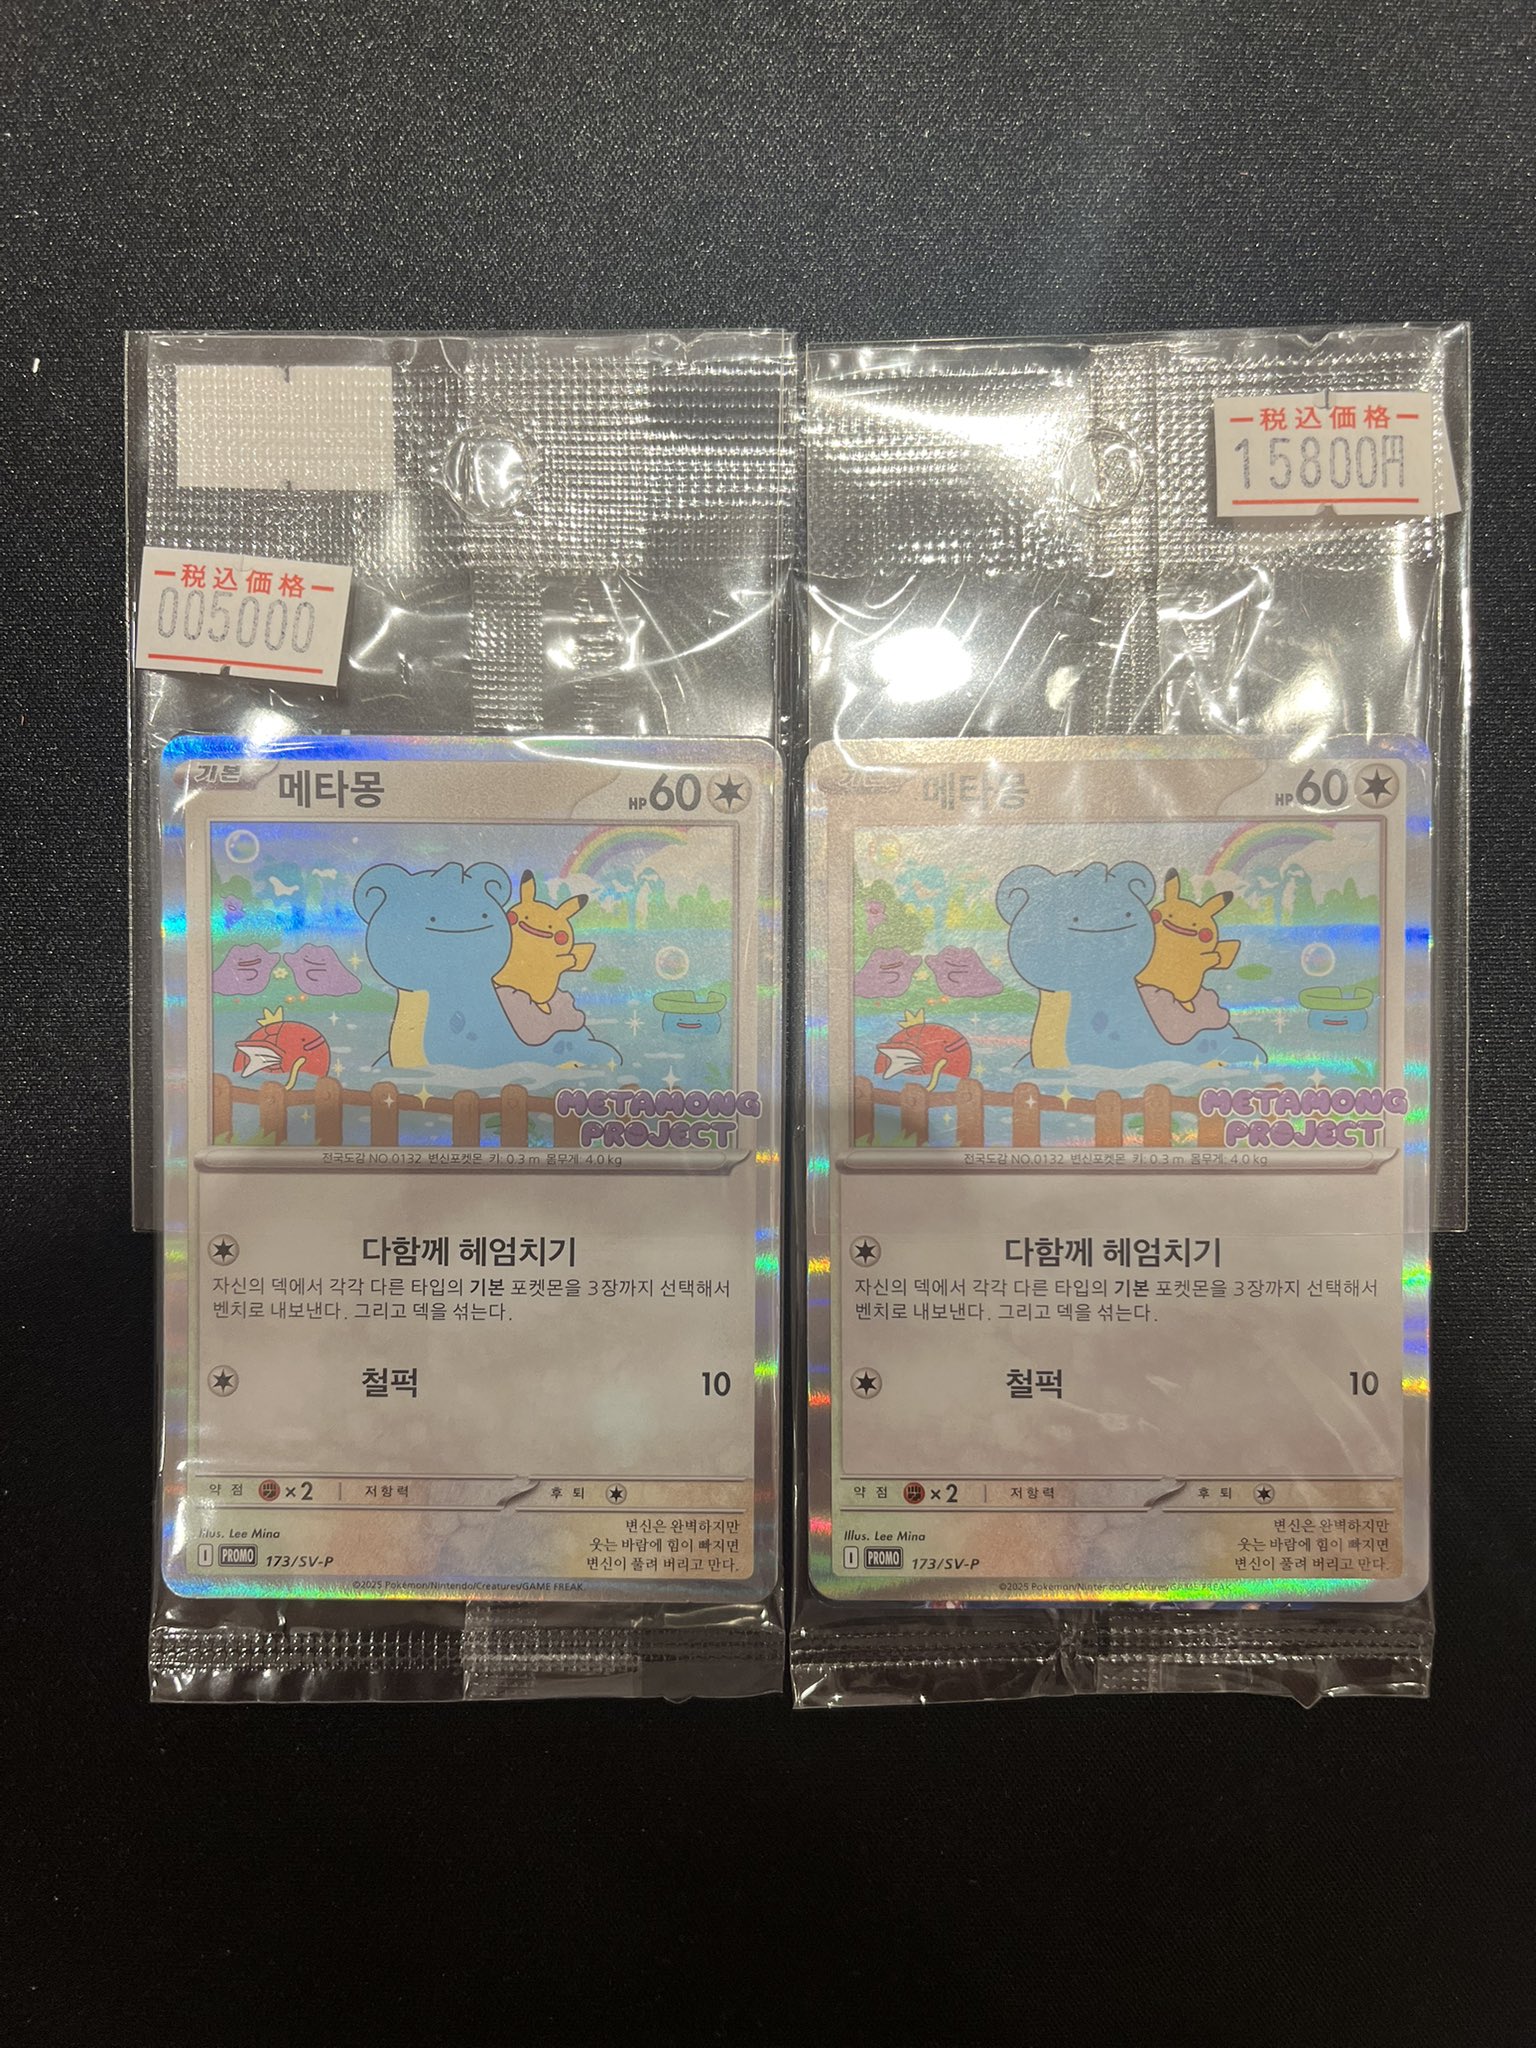 税込価格
005000
기본 메타몽 HP 60
METAMONG
PROJECT
전국도감 NO.0132 변신포켓몬 키: 0.3 m 몸무게: 4.0 kg
다함께 헤엄치기
자신의 덱에서 각각 다른 타입의 기본 포켓몬을 3장까지 선택해서
벤치로 내보낸다. 그리고 덱을 섞는다.
철퍽 10
약점 ×2 저항력 후퇴
Illus. Lee Mina
I PROMO 173/SV-P
변신은 완벽하지만
웃는 바람에 힘이 빠지면
변신이 풀려 버리고 만다.
©2025 Pokémon/Nintendo/Creatures/GAME FREAK.
税込価格
15800円
기본 메타몽 HP 60
METAMONG
PROJECT
전국도감 NO.0132 변신포켓몬 키: 0.3 m 몸무게: 4.0 kg
다함께 헤엄치기
자신의 덱에서 각각 다른 타입의 기본 포켓몬을 3장까지 선택해서
벤치로 내보낸다. 그리고 덱을 섞는다.
철퍽 10
약점 ×2 저항력 후퇴
Illus. Lee Mina
I PROMO 173/SV-P
변신은 완벽하지만
웃는 바람에 힘이 빠지면
변신이 풀려 버리고 만다.
©2025 Pokémon/Nintendo/Creatures/GAME FREAK.